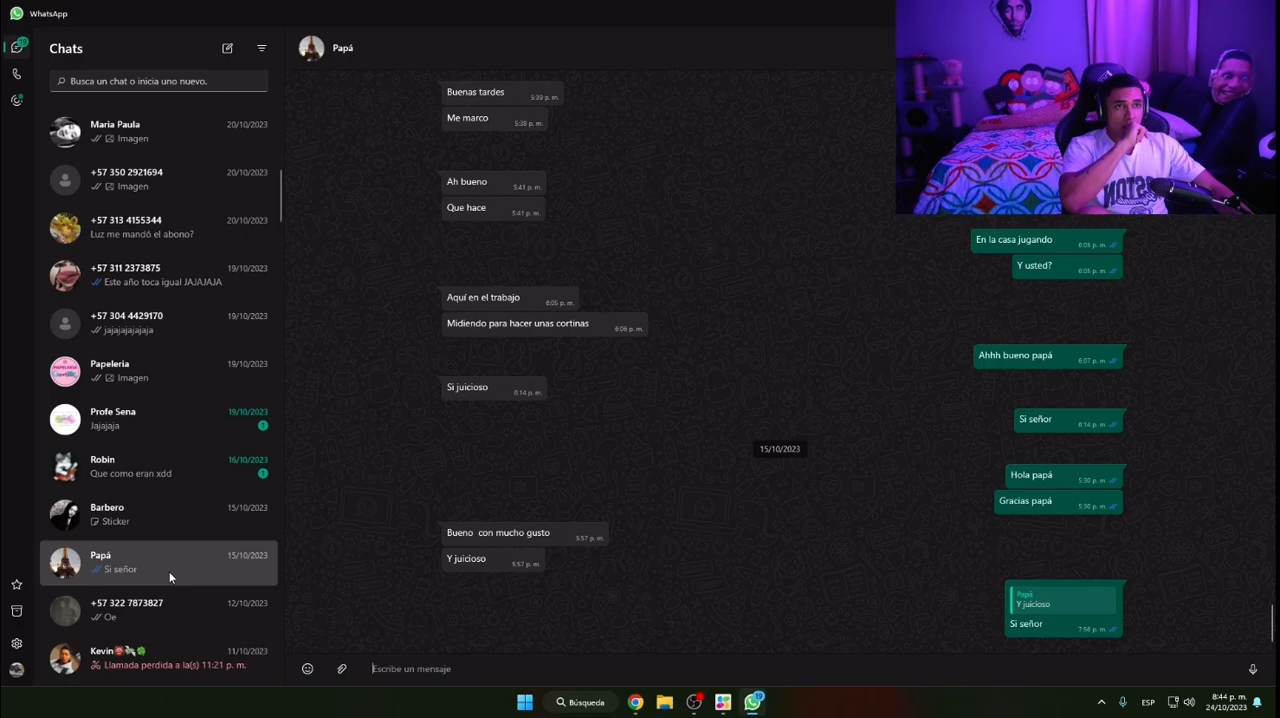 WhatsApp
19
Chats
Busca un chat o inicia uno nuevo.
Maria Paula 20/10/2023
Imagen
+57 350 2921694 20/10/2023
Imagen
+57 313 4155344 20/10/2023
Luz me mandó el abono?
+57 311 2373875 19/10/2023
Este año toca igual JAJAJAJA
+57 304 4429170 19/10/2023
jajajajajajaja
Papeleria 19/10/2023
Imagen
Profe Sena 19/10/2023
Jajajaja 1
Robin 16/10/2023
Que como eran xdd 1
Barbero 15/10/2023
Sticker
Papá 15/10/2023
Si señor
+57 322 7873827 12/10/2023
Oe
Kevin 11/10/2023
Llamada perdida a la(s) 11:21 p. m.
Papá
Buenas tardes 5:39 p. m.
Me marco 5:39 p. m.
Ah bueno 5:41 p. m.
Que hace 5:41 p. m.
En la casa jugando 6:05 p. m.
Y usted? 6:05 p. m.
Aquí en el trabajo 6:05 p. m.
Midiendo para hacer unas cortinas 6:06 p. m.
Ahhh bueno papá 6:07 p. m.
Si juicioso 6:14 p. m.
Si señor 6:14 p. m.
15/10/2023
Hola papá 5:30 p. m.
Gracias papá 5:30 p. m.
Bueno con mucho gusto 5:57 p. m.
Y juicioso 5:57 p. m.
Papá
Y juicioso
Si señor 7:56 p. m.
Escribe un mensaje
Búsqueda
19
ESP
8:44 p. m.
24/10/2023